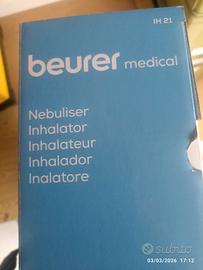 IH 21
beurer medical
Nebuliser
Inhalator
Inhalateur
Inhalador
Inalatore
subito
03/03/2026 17:12